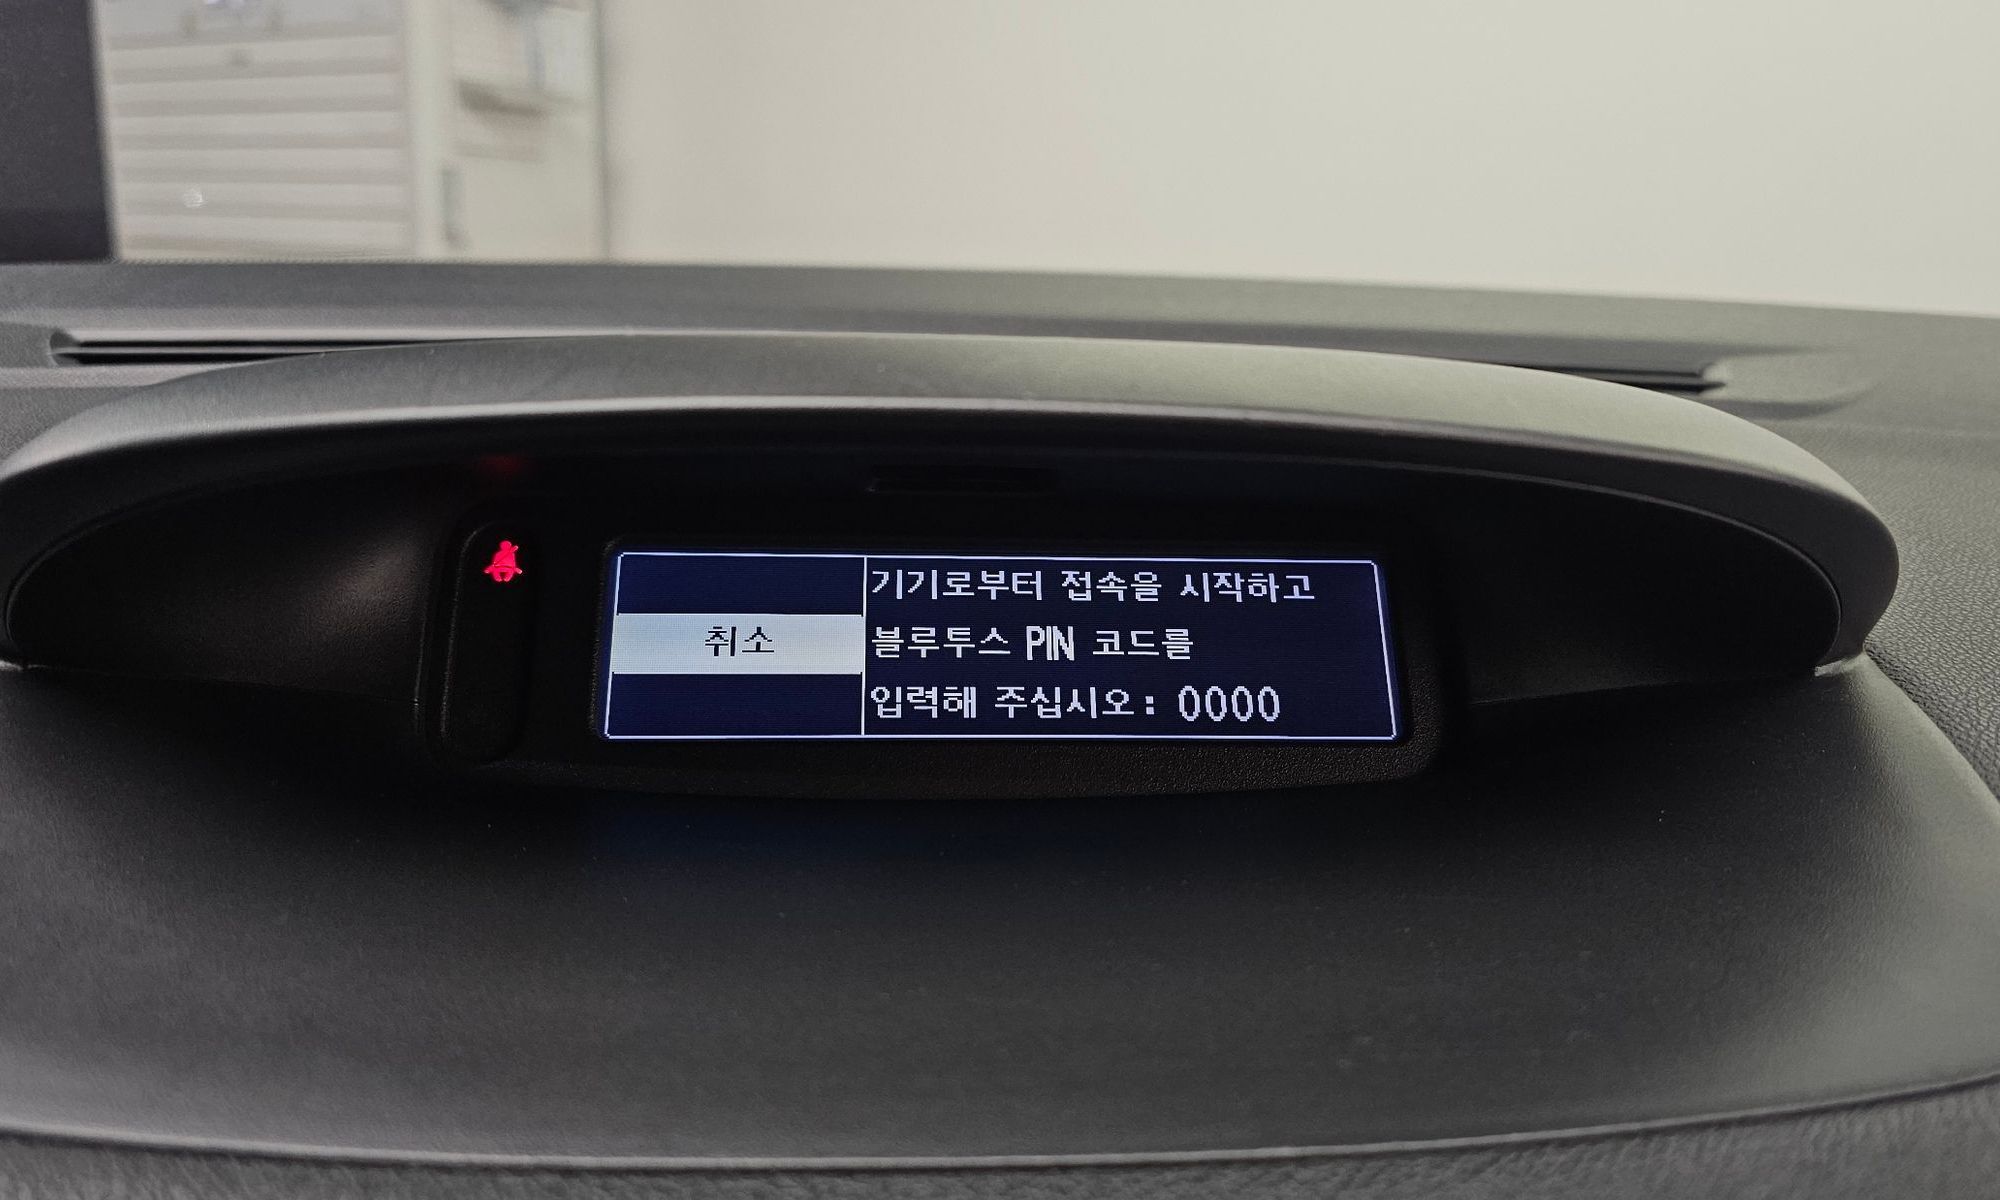 기기로부터 접속을 시작하고
취소
블루투스 PIN 코드를
입력해 주십시오: 0000